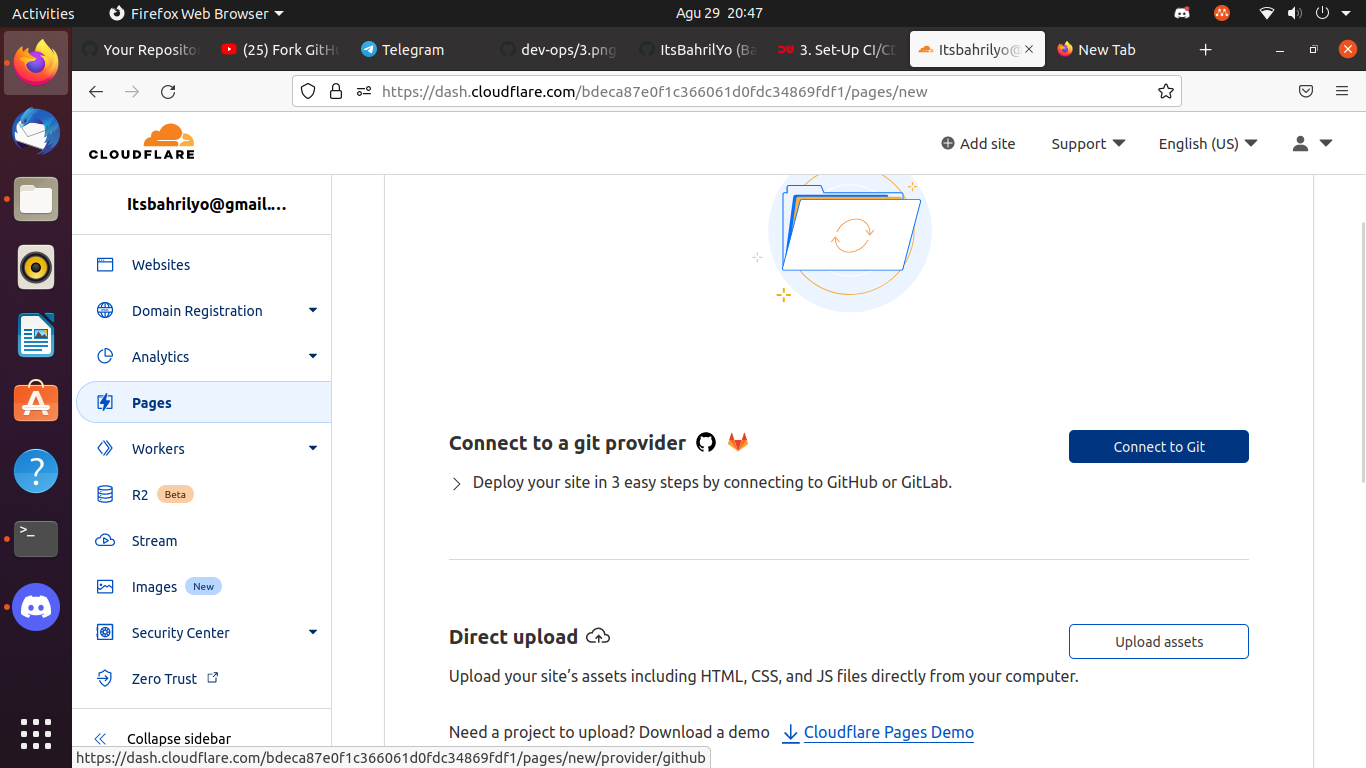 Activities
Firefox Web Browser
Agu 29 20:47
Your Reposito
(25) Fork GitHu
Telegram
dev-ops/3.png
ItsBahrilYo (Ba
3. Set-Up CI/CD
Itsbahrilyo@
New Tab
https://dash.cloudflare.com/bdeca87e0f1c366061d0fdc34869fdf1/pages/new
CLOUDFLARE
Add site
Support
English (US)
Itsbahrilyo@gmail....
Websites
Domain Registration
Analytics
Pages
Workers
R2 Beta
Stream
Images New
Security Center
Zero Trust
Collapse sidebar
Connect to a git provider
Connect to Git
Deploy your site in 3 easy steps by connecting to GitHub or GitLab.
Direct upload
Upload assets
Upload your site’s assets including HTML, CSS, and JS files directly from your computer.
Need a project to upload? Download a demo Cloudflare Pages Demo
https://dash.cloudflare.com/bdeca87e0f1c366061d0fdc34869fdf1/pages/new/provider/github